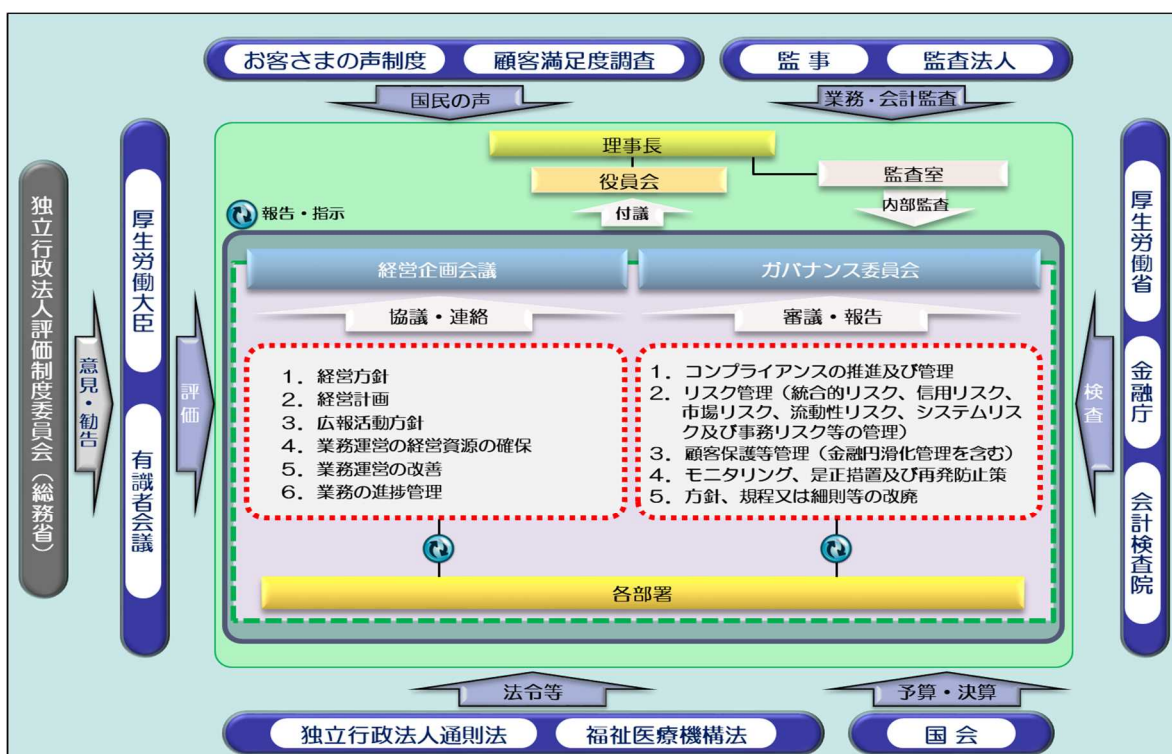 お客さまの声制度 顧客満足度調査
監事 監査法人
国民の声
業務・会計監査
理事長
役員会
監査室
付議
内部監査
報告・指示
独立行政法人評価制度委員会（総務省）
意見・勧告
厚生労働大臣
有識者会議
評価
経営企画会議
協議・連絡
1．経営方針
2．経営計画
3．広報活動方針
4．業務運営の経営資源の確保
5．業務運営の改善
6．業務の進捗管理
ガバナンス委員会
審議・報告
1．コンプライアンスの推進及び管理
2．リスク管理（統合的リスク、信用リスク、
市場リスク、流動性リスク、システムリス
ク及び事務リスク等の管理）
3．顧客保護等管理（金融円滑化管理を含む）
4．モニタリング、是正措置及び再発防止策
5．方針、規程又は細則等の改廃
各部署
検査
厚生労働省
金融庁
会計検査院
法令等
予算・決算
独立行政法人通則法 福祉医療機構法
国会